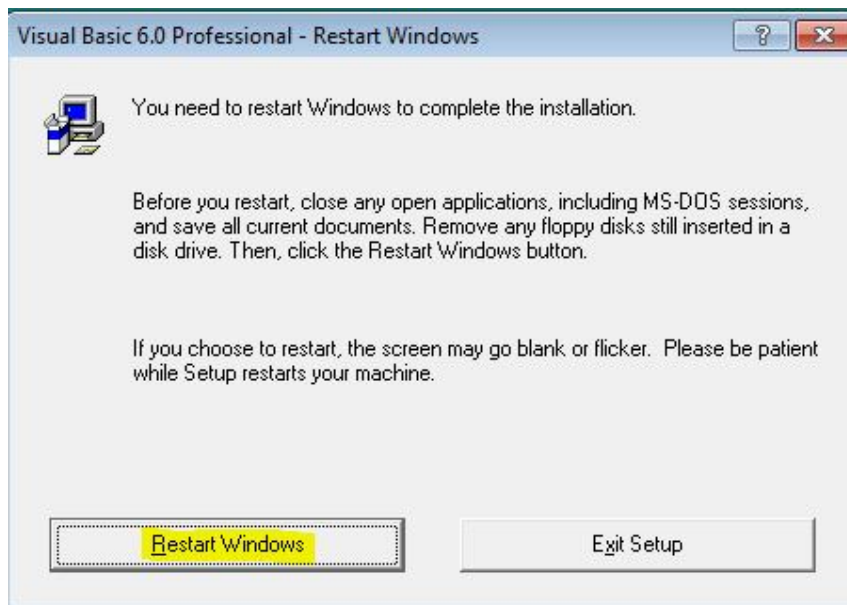 Visual Basic 6.0 Professional - Restart Windows
You need to restart Windows to complete the installation.
Before you restart, close any open applications, including MS-DOS sessions,
and save all current documents. Remove any floppy disks still inserted in a
disk drive. Then, click the Restart Windows button.
If you choose to restart, the screen may go blank or flicker. Please be patient
while Setup restarts your machine.
Restart Windows
Exit Setup